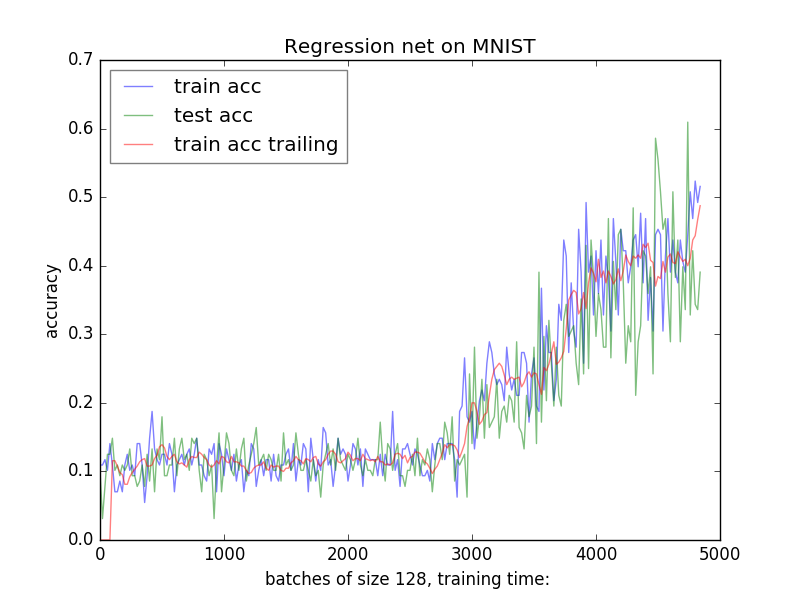 Regression net on MNIST
0.7
0.6
0.5
0.4
0.3
0.2
0.1
0.0
accuracy
train acc
test acc
train acc trailing
0 1000 2000 3000 4000 5000
batches of size 128, training time: